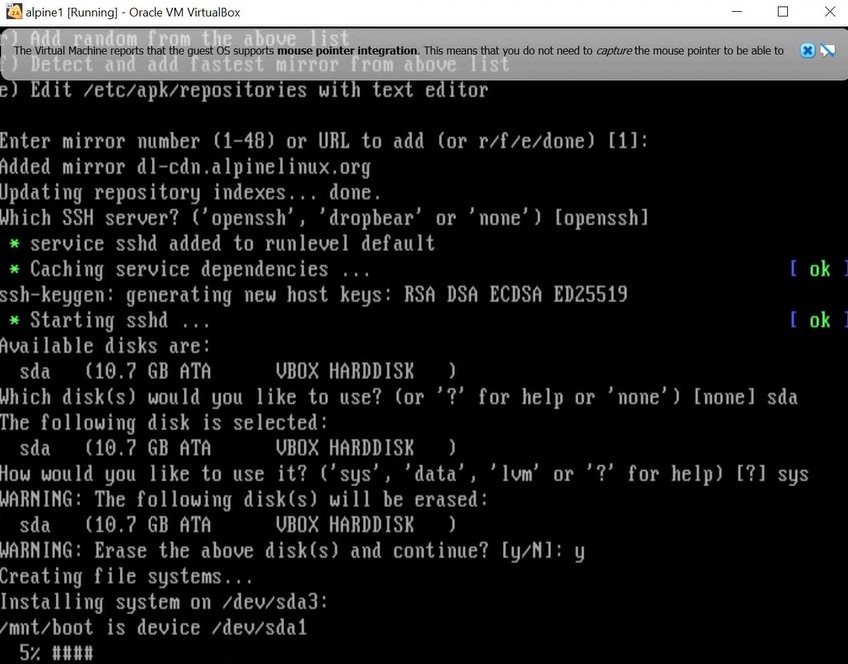 alpine1 [Running] - Oracle VM VirtualBox
r) Add random from the above list
The Virtual Machine reports that the guest OS supports mouse pointer integration. This means that you do not need to capture the mouse pointer to be able to
f) Detect and add fastest mirror from above list
e) Edit /etc/apk/repositories with text editor
Enter mirror number (1-48) or URL to add (or r/f/e/done) [1]:
Added mirror dl-cdn.alpinelinux.org
Updating repository indexes... done.
Which SSH server? ('openssh', 'dropbear' or 'none') [openssh]
* service sshd added to runlevel default
* Caching service dependencies ... [ ok ]
ssh-keygen: generating new host keys: RSA DSA ECDSA ED25519
* Starting sshd ... [ ok ]
Available disks are:
sda (10.7 GB ATA VBOX HARDDISK )
Which disk(s) would you like to use? (or '?' for help or 'none') [none] sda
The following disk is selected:
sda (10.7 GB ATA VBOX HARDDISK )
How would you like to use it? ('sys', 'data', 'lvm' or '?' for help) [?] sys
WARNING: The following disk(s) will be erased:
sda (10.7 GB ATA VBOX HARDDISK )
WARNING: Erase the above disk(s) and continue? [y/N]: y
Creating file systems...
Installing system on /dev/sda3:
/mnt/boot is device /dev/sda1
5% ####